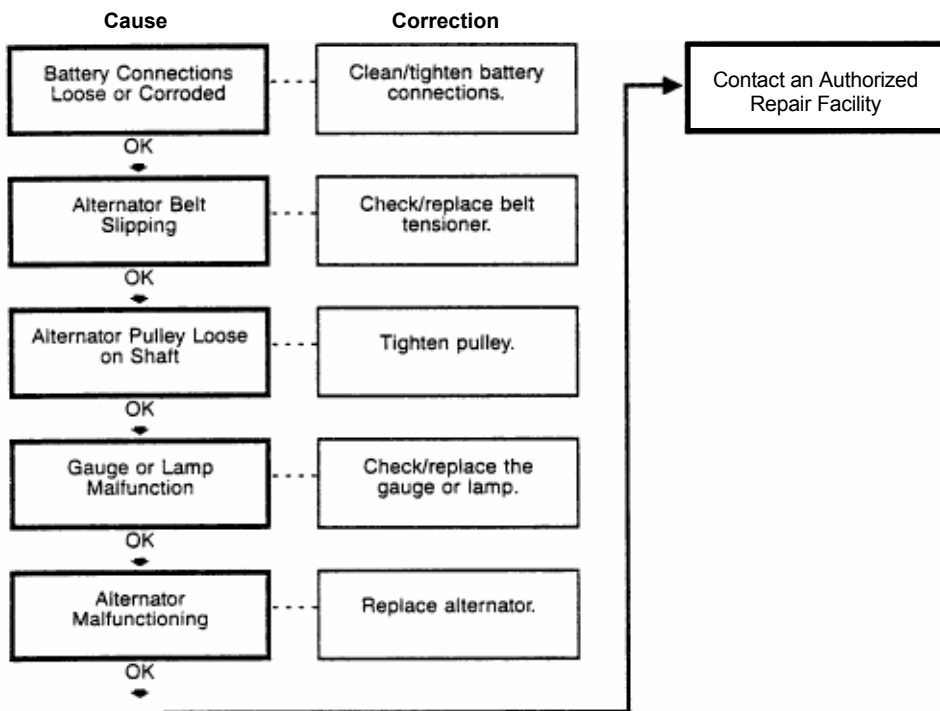 Cause
Correction
Battery Connections
Loose or Corroded
Clean/tighten battery
connections.
Contact an Authorized
Repair Facility
OK
Alternator Belt
Slipping
Check/replace belt
tensioner.
OK
Alternator Pulley Loose
on Shaft
Tighten pulley.
OK
Gauge or Lamp
Malfunction
Check/replace the
gauge or lamp.
OK
Alternator
Malfunctioning
Replace alternator.
OK